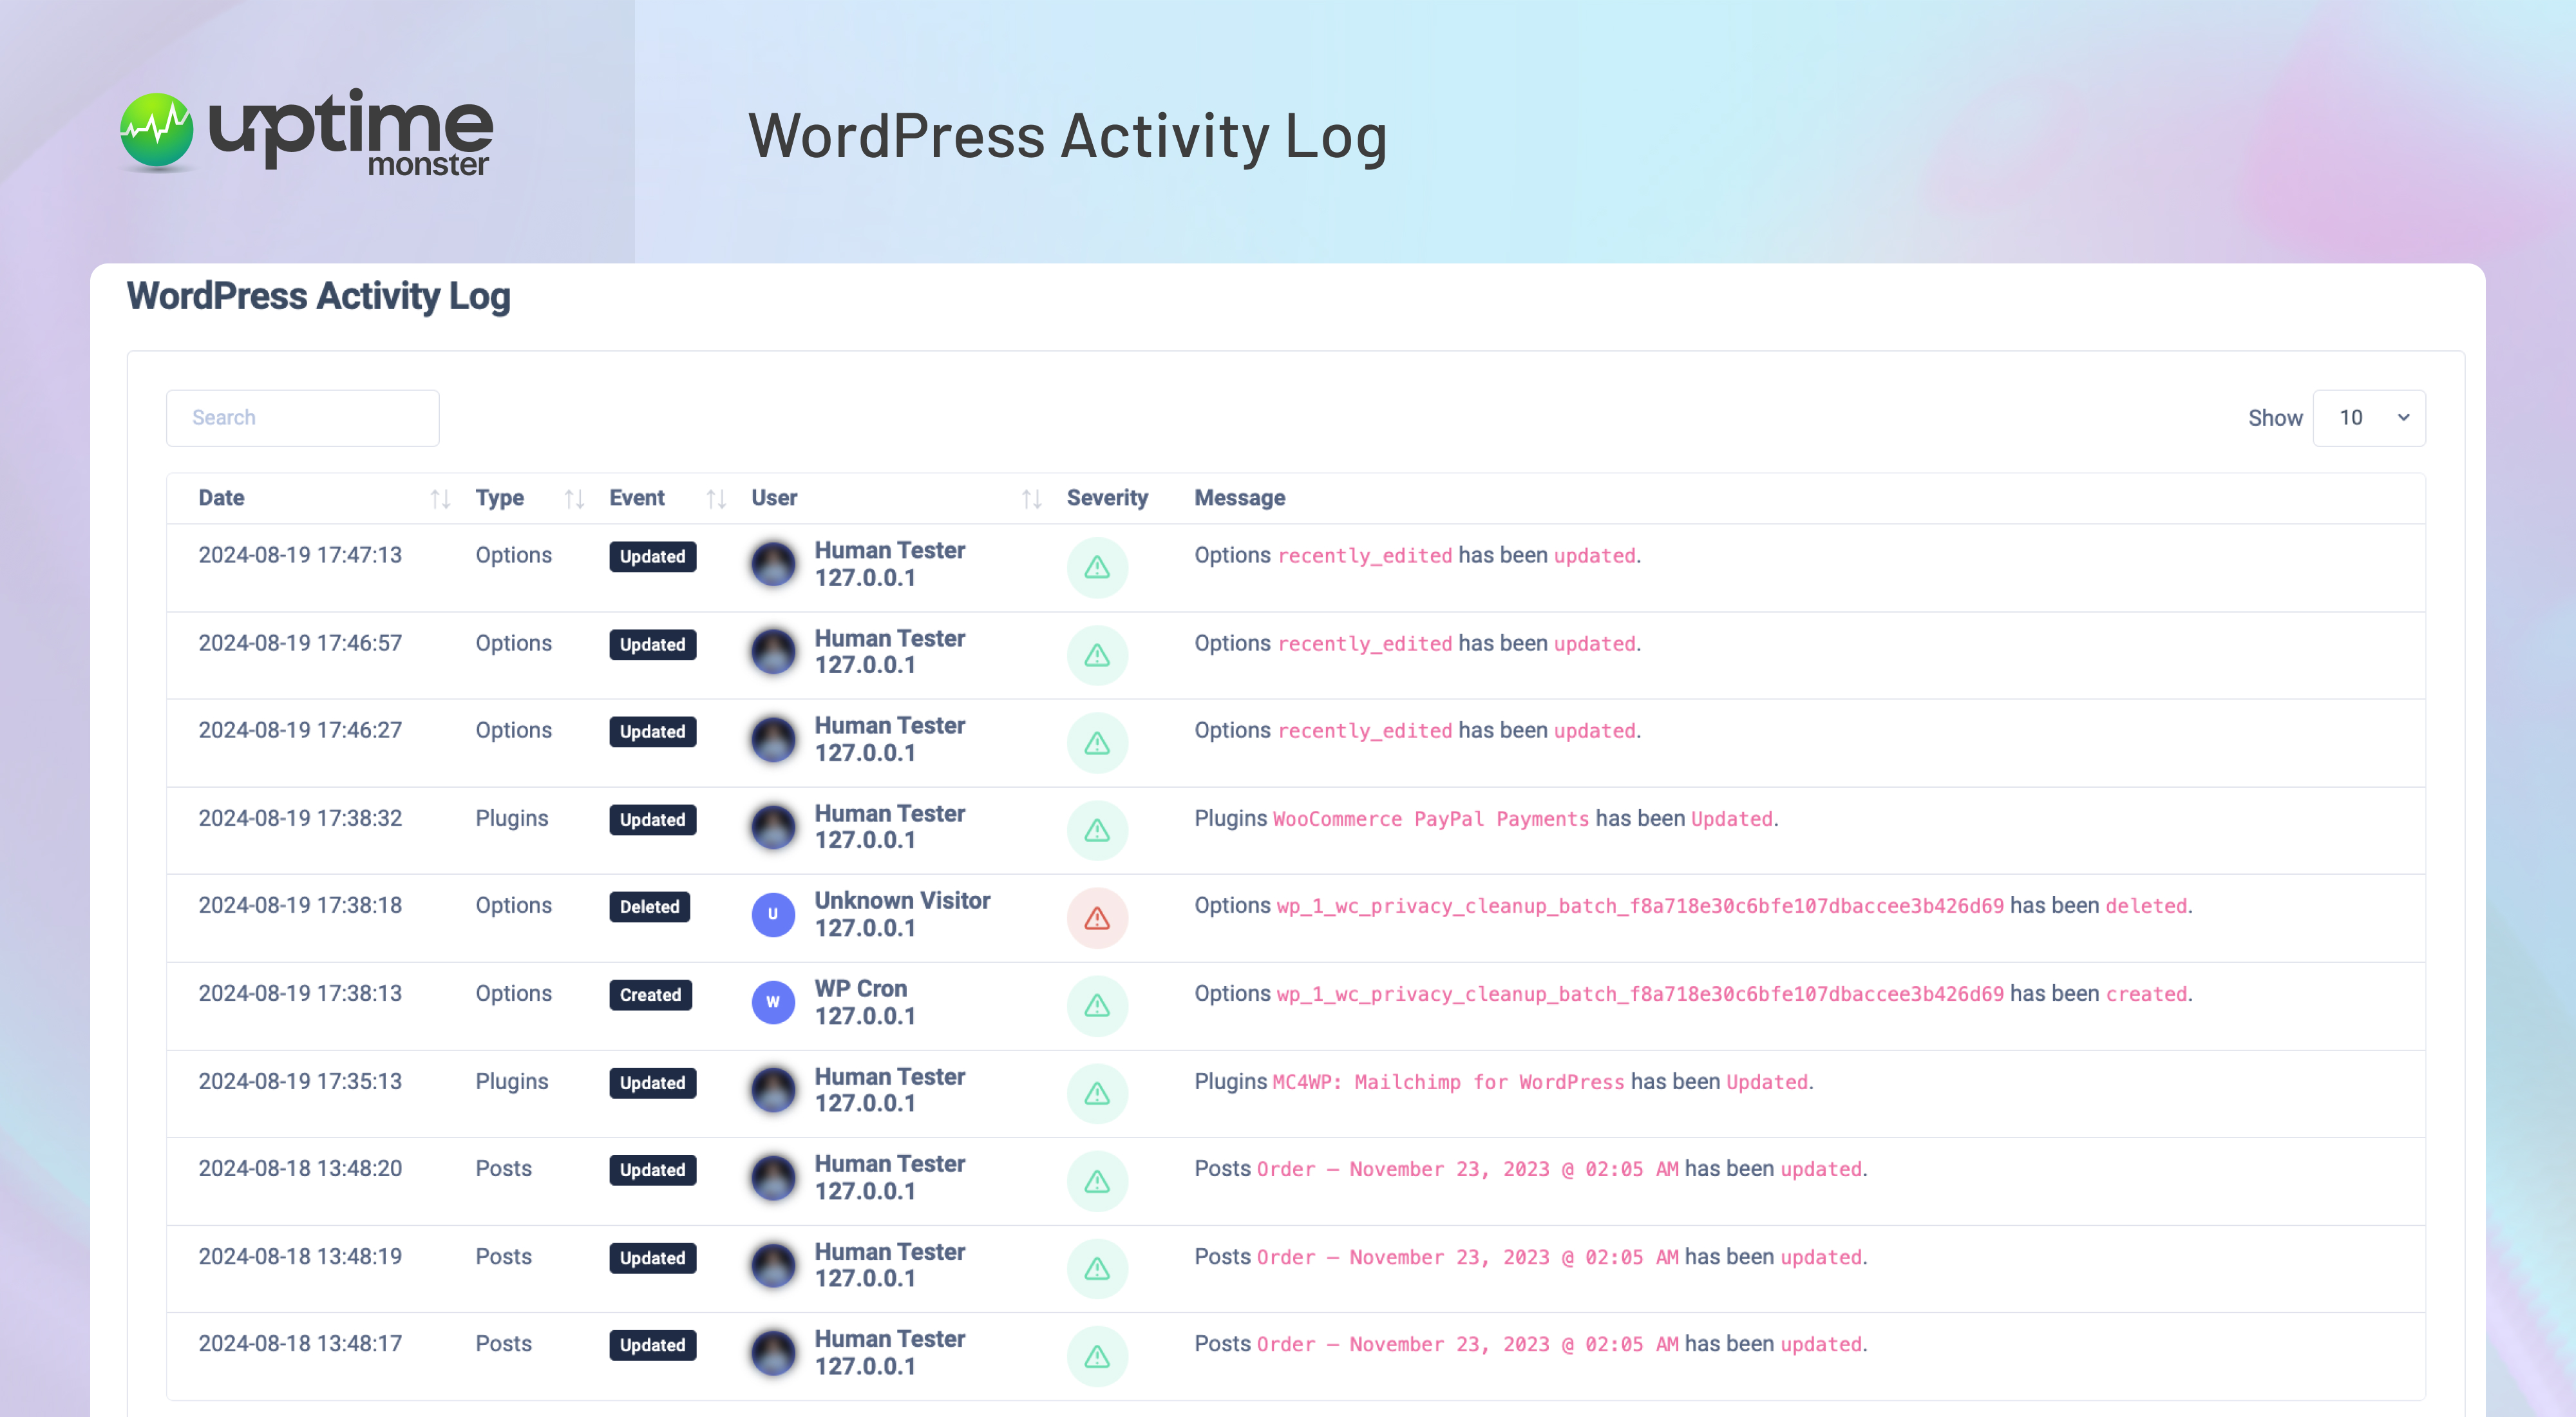 uptime
monster
WordPress Activity Log
WordPress Activity Log
Search
Show 10
Date Type Event User Severity Message
2024-08-19 17:47:13 Options Updated Human Tester Options recently_edited has been updated.
127.0.0.1
2024-08-19 17:46:57 Options Updated Human Tester Options recently_edited has been updated.
127.0.0.1
2024-08-19 17:46:27 Options Updated Human Tester Options recently_edited has been updated.
127.0.0.1
2024-08-19 17:38:32 Plugins Updated Human Tester Plugins WooCommerce PayPal Payments has been Updated.
127.0.0.1
2024-08-19 17:38:18 Options Deleted U Unknown Visitor Options wp_1_wc_privacy_cleanup_batch_f8a718e30c6bfe107dbaccee3b426d69 has been deleted.
127.0.0.1
2024-08-19 17:38:13 Options Created W WP Cron Options wp_1_wc_privacy_cleanup_batch_f8a718e30c6bfe107dbaccee3b426d69 has been created.
127.0.0.1
2024-08-19 17:35:13 Plugins Updated Human Tester Plugins MC4WP: Mailchimp for WordPress has been Updated.
127.0.0.1
2024-08-18 13:48:20 Posts Updated Human Tester Posts Order – November 23, 2023 @ 02:05 AM has been updated.
127.0.0.1
2024-08-18 13:48:19 Posts Updated Human Tester Posts Order – November 23, 2023 @ 02:05 AM has been updated.
127.0.0.1
2024-08-18 13:48:17 Posts Updated Human Tester Posts Order – November 23, 2023 @ 02:05 AM has been updated.
127.0.0.1